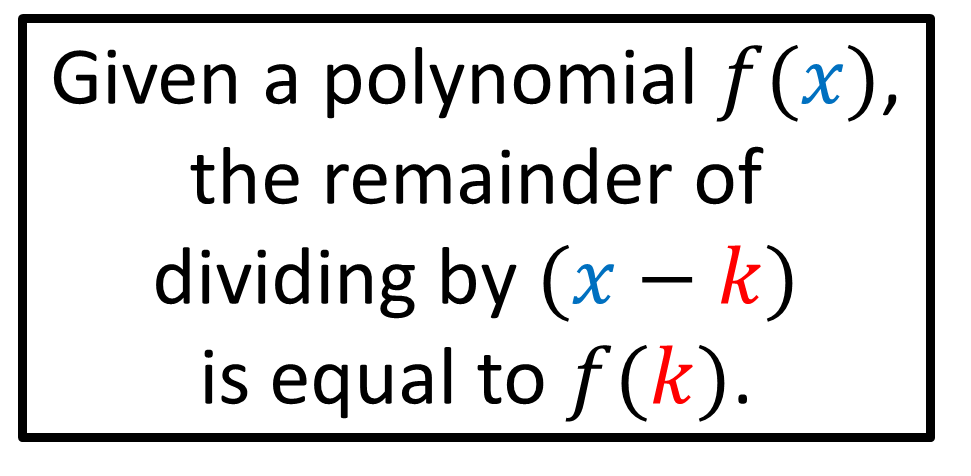 Given a polynomial f(x),
the remainder of
dividing by (x − k)
is equal to f(k).